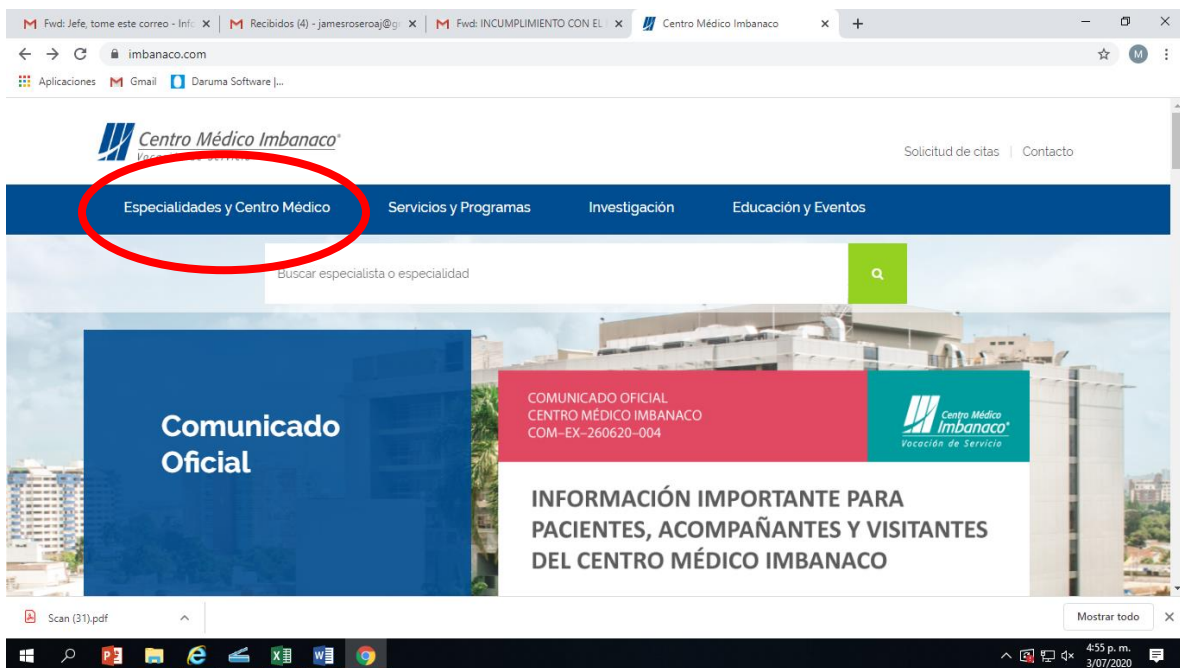 Fwd: Jefe, tome este correo - Info
Recibidos (4) - jamesroseroaj@g
Fwd: INCUMPLIMIENTO CON EL
Centro Médico Imbanaco
imbanaco.com
M
Aplicaciones
Gmail
Daruma Software |...
Centro Médico Imbanaco®
Solicitud de citas | Contacto
Especialidades y Centro Médico
Servicios y Programas
Investigación
Educación y Eventos
Buscar especialista o especialidad
Comunicado
Oficial
COMUNICADO OFICIAL
CENTRO MÉDICO IMBANACO
COM–EX–260620–004
Centro Médico
Imbanaco®
Vocación de Servicio
INFORMACIÓN IMPORTANTE PARA
PACIENTES, ACOMPAÑANTES Y VISITANTES
DEL CENTRO MÉDICO IMBANACO
Scan (31).pdf
Mostrar todo
4:55 p. m.
3/07/2020